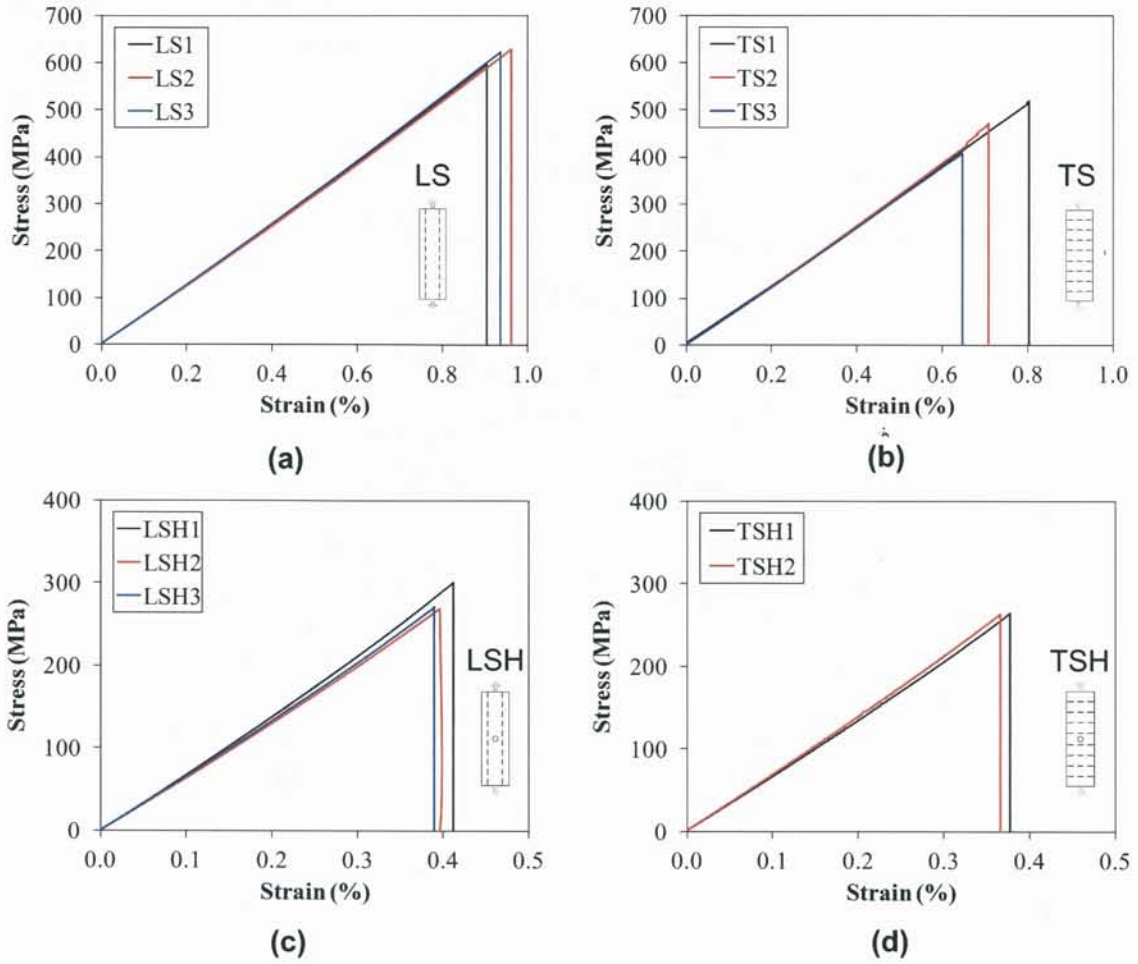 700
600
500
400
300
200
100
0
Stress (MPa)
LS1
LS2
LS3
LS
0.0 0.2 0.4 0.6 0.8 1.0
Strain (%)
(a)
700
600
500
400
300
200
100
0
Stress (MPa)
TS1
TS2
TS3
TS
0.0 0.2 0.4 0.6 0.8 1.0
Strain (%)
(b)
400
300
200
100
0
Stress (MPa)
LSH1
LSH2
LSH3
LSH
0.0 0.1 0.2 0.3 0.4 0.5
Strain (%)
(c)
400
300
200
100
0
Stress (MPa)
TSH1
TSH2
TSH
0.0 0.1 0.2 0.3 0.4 0.5
Strain (%)
(d)